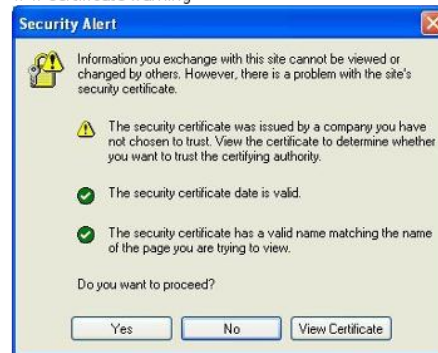 Security Alert
Information you exchange with this site cannot be viewed or
changed by others. However, there is a problem with the site's
security certificate.
The security certificate was issued by a company you have
not chosen to trust. View the certificate to determine whether
you want to trust the certifying authority.
The security certificate date is valid.
The security certificate has a valid name matching the name
of the page you are trying to view.
Do you want to proceed?
Yes No View Certificate